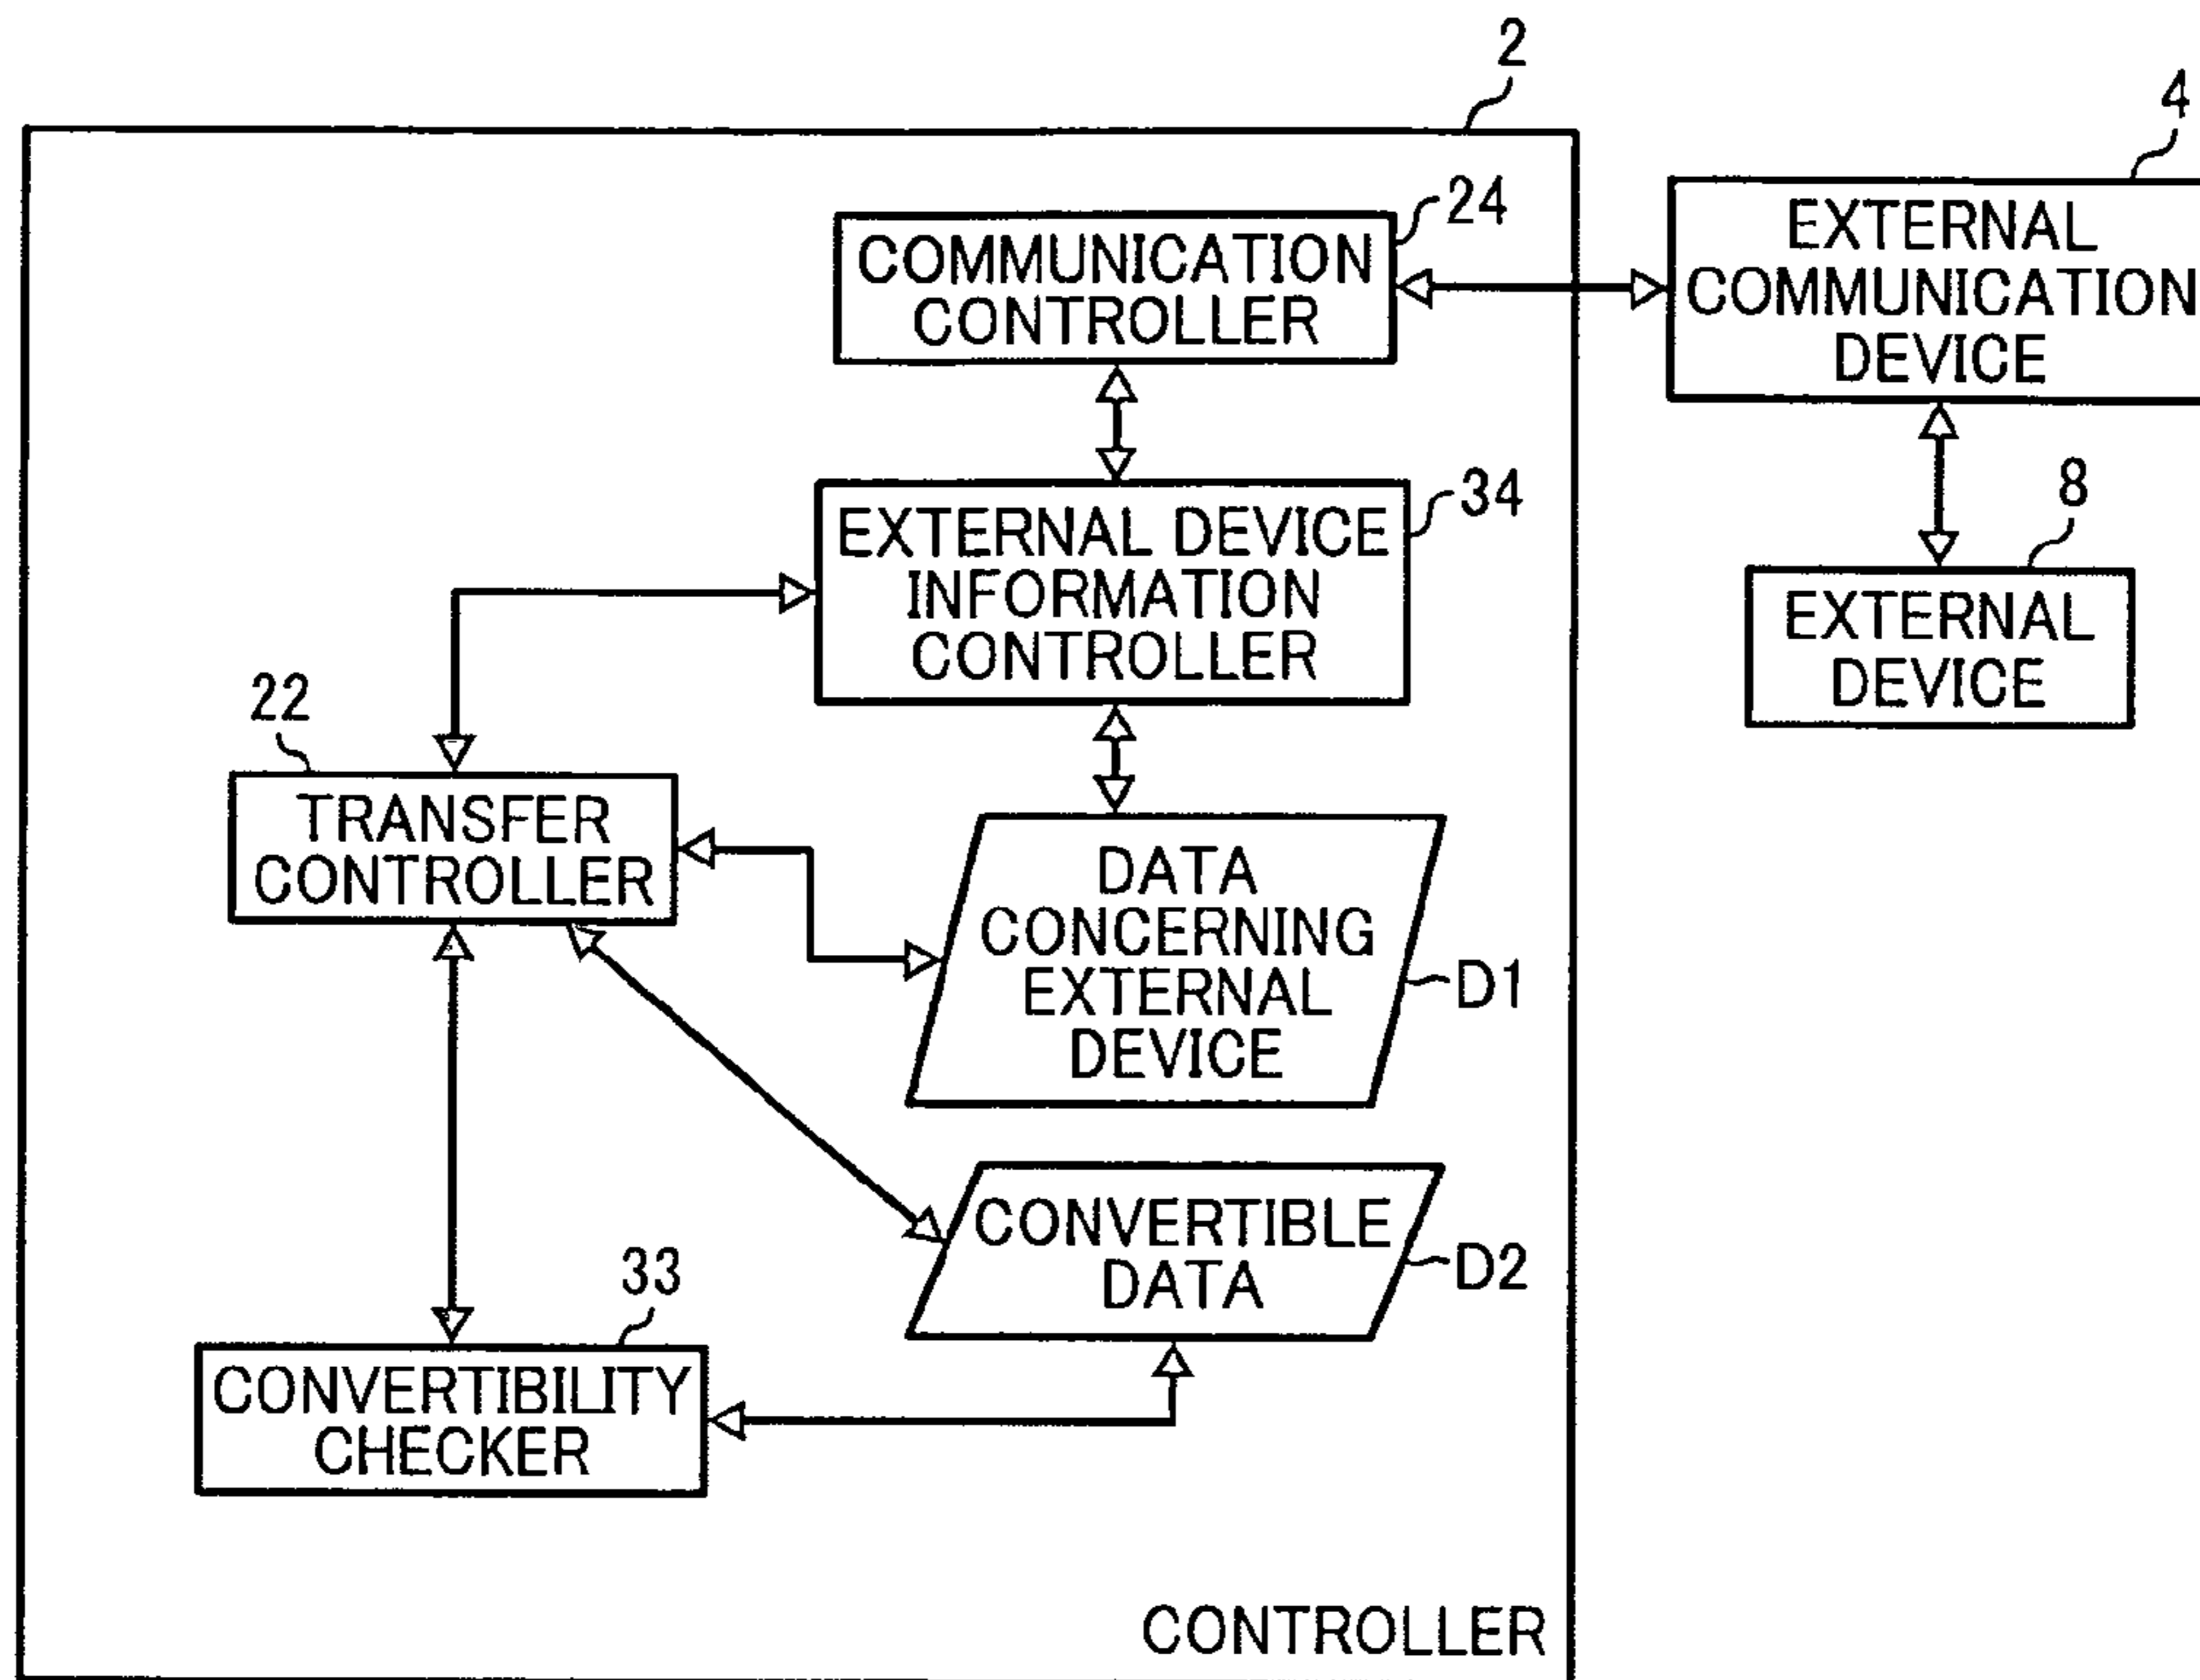 2
4
24
COMMUNICATION
CONTROLLER
EXTERNAL
COMMUNICATION
DEVICE
34
EXTERNAL DEVICE
INFORMATION
CONTROLLER
8
EXTERNAL
DEVICE
22
TRANSFER
CONTROLLER
DATA
CONCERNING
EXTERNAL
DEVICE
D1
CONVERTIBLE
DATA
D2
33
CONVERTIBILITY
CHECKER
CONTROLLER